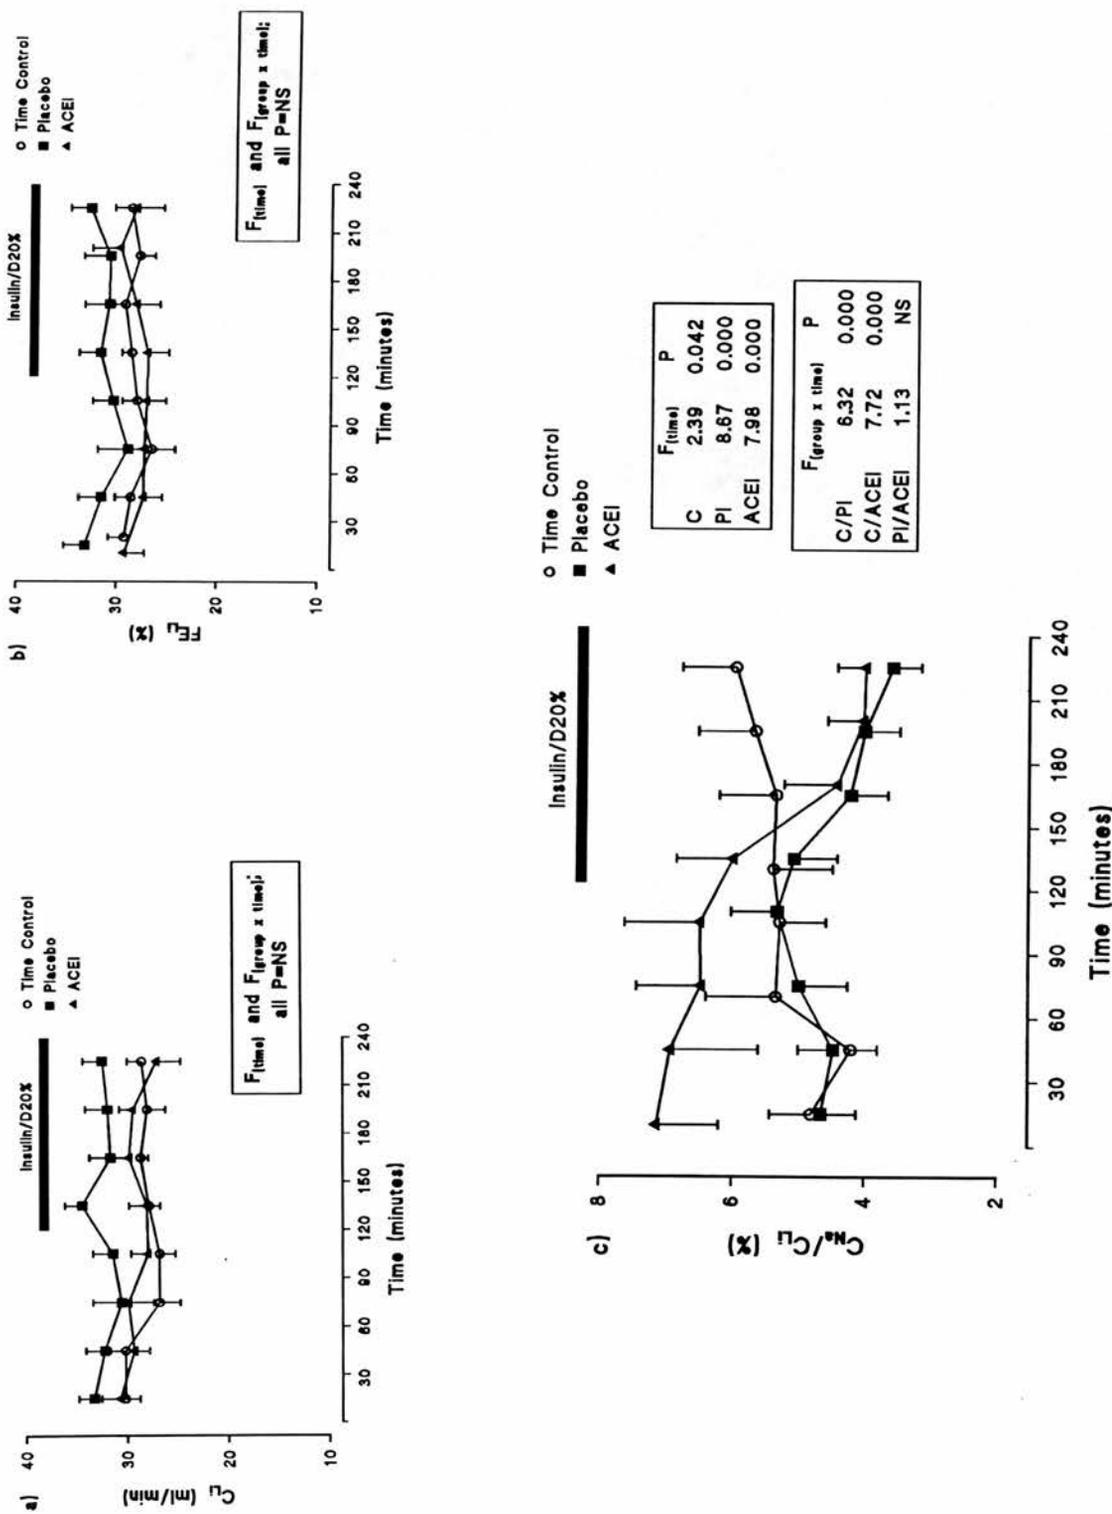 a)
Insulin/D20%
o Time Control
■ Placebo
▲ ACEI
40
30
20
10
C_Li (ml/min)
30 60 90 120 150 180 210 240
Time (minutes)
F[time] and F[group x time];
all P=NS
b)
Insulin/D20%
o Time Control
■ Placebo
▲ ACEI
40
30
20
10
FE_Li (%)
30 60 90 120 150 180 210 240
Time (minutes)
F[time] and F[group x time];
all P=NS
c)
Insulin/D20%
o Time Control
■ Placebo
▲ ACEI
8
6
4
2
C_Na/C_Li (%)
30 60 90 120 150 180 210 240
Time (minutes)
F[time] P
C 2.39 0.042
Pl 8.67 0.000
ACEI 7.98 0.000
F[group x time] P
C/Pl 6.32 0.000
C/ACEI 7.72 0.000
Pl/ACEI 1.13 NS